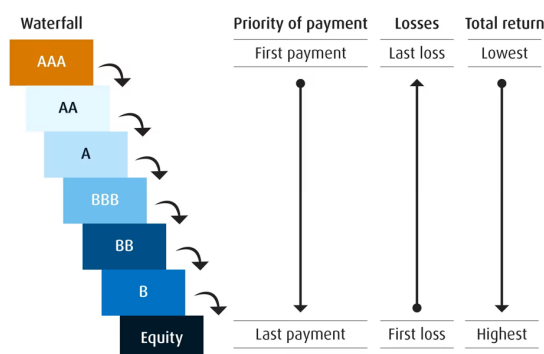 Waterfall Priority of payment Losses Total return
First payment Last loss Lowest
AAA
AA
A
BBB
BB
B
Equity Last payment First loss Highest